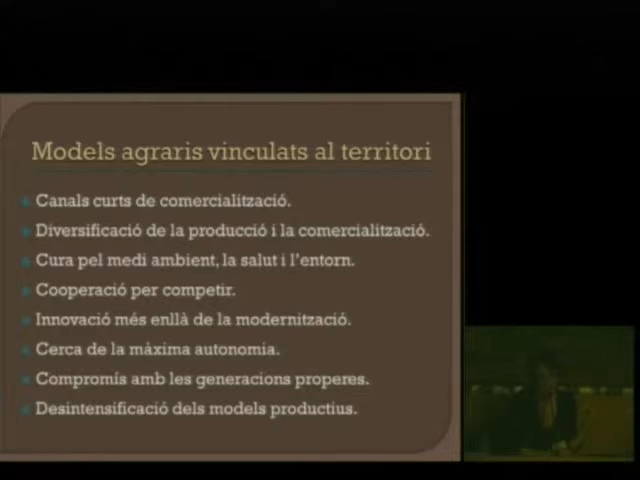 Models agraris vinculats al territori
Canals curts de comercialització.
Diversificació de la producció i la comercialització.
Cura pel medi ambient, la salut i l'entorn.
Cooperació per competir.
Innovació més enllà de la modernització.
Cerca de la màxima autonomia.
Compromís amb les generacions properes.
Desintensificació dels models productius.